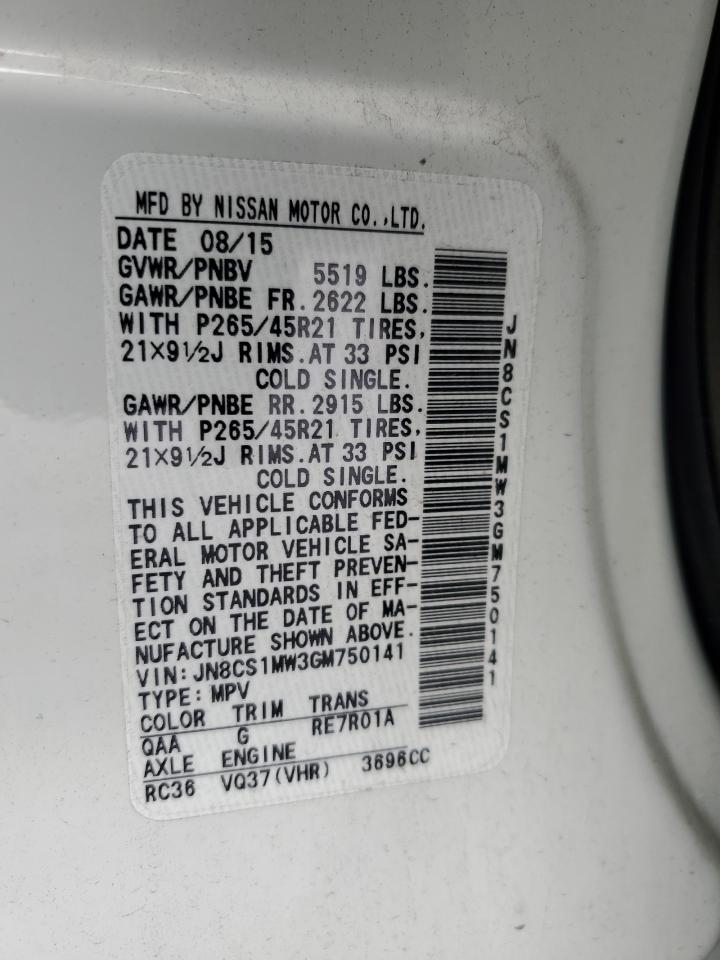 MFD BY NISSAN MOTOR CO.,LTD.
DATE 08/15
GVWR/PNBV 5519 LBS.
GAWR/PNBE FR. 2622 LBS.
WITH P265/45R21 TIRES,
21×9½J RIMS.AT 33 PSI
COLD SINGLE.
GAWR/PNBE RR. 2915 LBS.
WITH P265/45R21 TIRES,
21×9½J RIMS.AT 33 PSI
COLD SINGLE.
THIS VEHICLE CONFORMS
TO ALL APPLICABLE FED-
ERAL MOTOR VEHICLE SA-
FETY AND THEFT PREVEN-
TION STANDARDS IN EFF-
ECT ON THE DATE OF MA-
NUFACTURE SHOWN ABOVE.
VIN:JN8CS1MW3GM750141
TYPE:MPV
COLOR TRIM TRANS
QAA G RE7R01A
AXLE ENGINE
RC36 VQ37(VHR) 3696CC
JN8CS1MW3GM750141